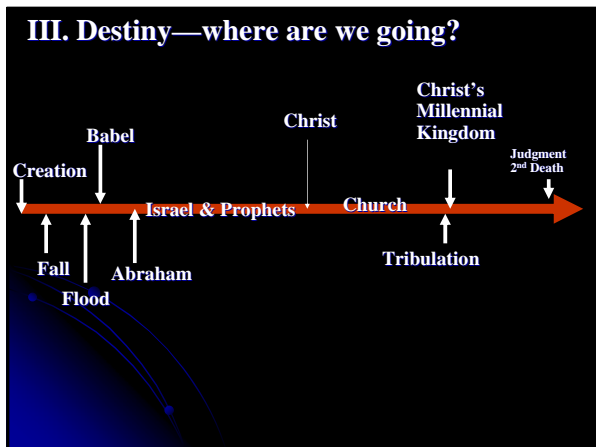 III. Destiny—where are we going?
Christ's
Millennial
Kingdom
Christ
Babel
Judgment
2nd Death
Creation
Israel & Prophets
Church
Tribulation
Fall
Abraham
Flood